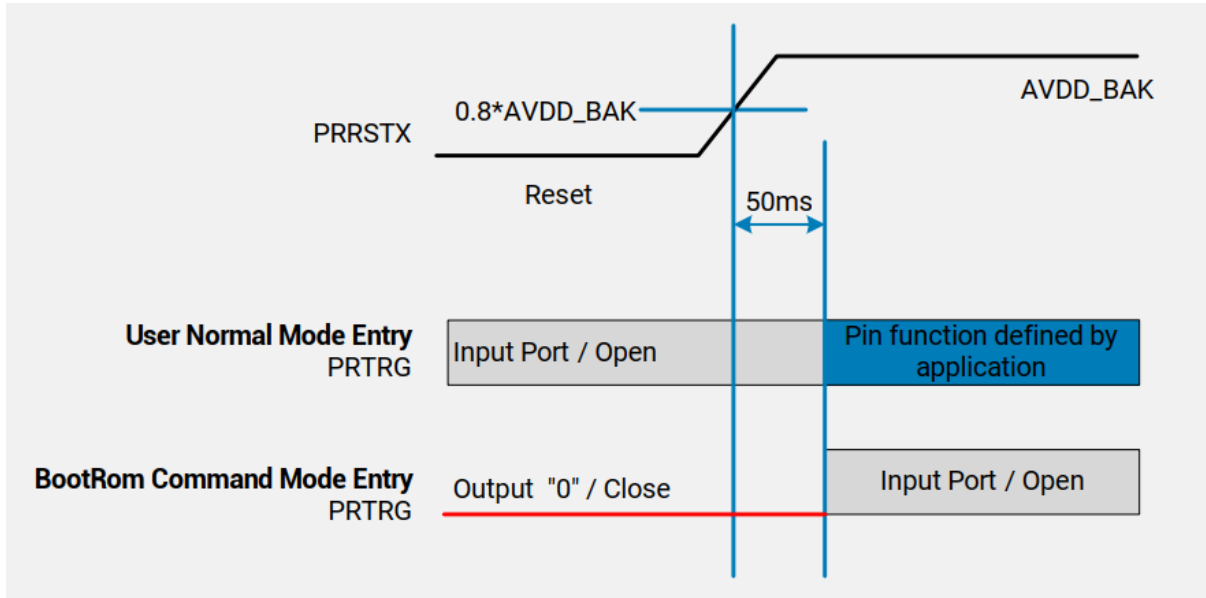 0.8*AVDD_BAK
AVDD_BAK
PRRSTX
Reset
50ms
User Normal Mode Entry
PRTRG
Input Port / Open
Pin function defined by
application
BootRom Command Mode Entry
PRTRG
Output "0" / Close
Input Port / Open